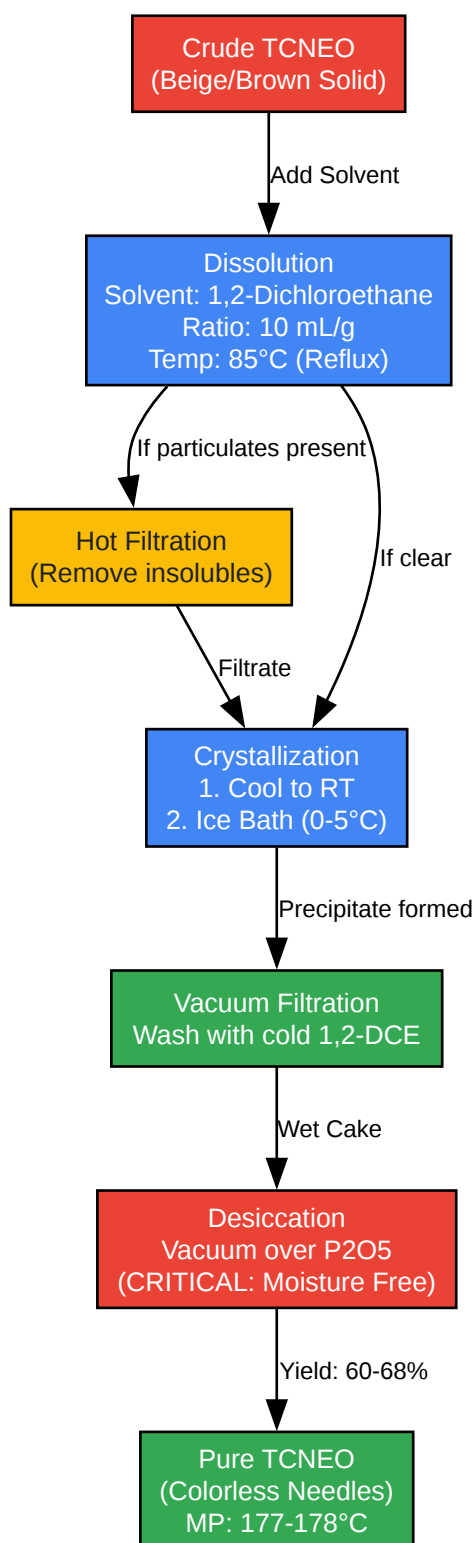 Crude TCNEO
(Beige/Brown Solid)
Add Solvent
Dissolution
Solvent: 1,2-Dichloroethane
Ratio: 10 mL/g
Temp: 85°C (Reflux)
If particulates present
Hot Filtration
(Remove insolubles)
If clear
Filtrate
Crystallization
1. Cool to RT
2. Ice Bath (0-5°C)
Precipitate formed
Vacuum Filtration
Wash with cold 1,2-DCE
Wet Cake
Desiccation
Vacuum over P2O5
(CRITICAL: Moisture Free)
Yield: 60-68%
Pure TCNEO
(Colorless Needles)
MP: 177-178°C